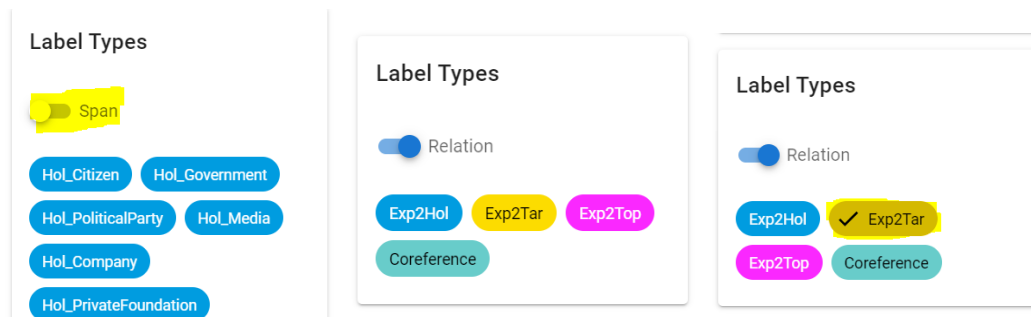 Label Types
Span
Hol_Citizen Hol_Government
Hol_PoliticalParty Hol_Media
Hol_Company
Hol_PrivateFoundation
Label Types
Relation
Exp2Hol Exp2Tar Exp2Top
Coreference
Label Types
Relation
Exp2Hol Exp2Tar
Exp2Top Coreference